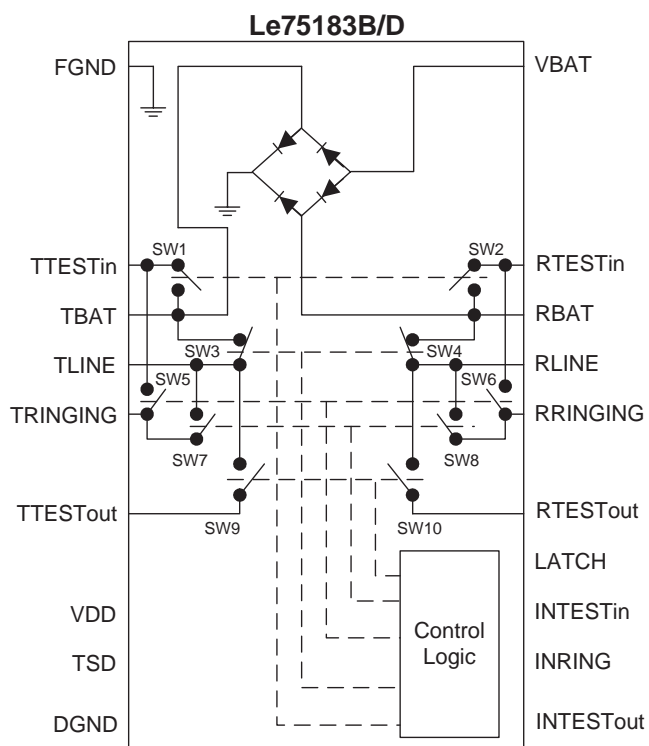 Le75183B/D
FGND
VBAT
SW1
SW2
TTESTin
RTESTin
TBAT
RBAT
SW3
SW4
TLINE
RLINE
SW5
SW6
TRINGING
RRINGING
SW7
SW8
TTESTout
RTESTout
SW9
SW10
LATCH
VDD
INTESTin
Control
Logic
TSD
INRING
DGND
INTESTout